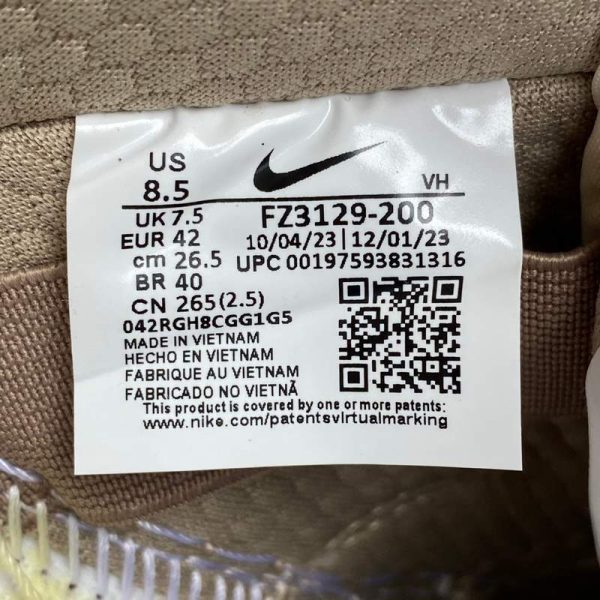 US
8.5
VH
UK 7.5
FZ3129-200
EUR 42
10/04/23|12/01/23
cm 26.5
UPC 00197593831316
BR 40
CN 265(2.5)
042RGH8CGG1G5
MADE IN VIETNAM
HECHO EN VIETNAM
FABRIQUE AU VIETNAM
FABRICADO NO VIETNÃ
This product is covered by one or more patents:
www.nike.com/patentsvirtualmarking